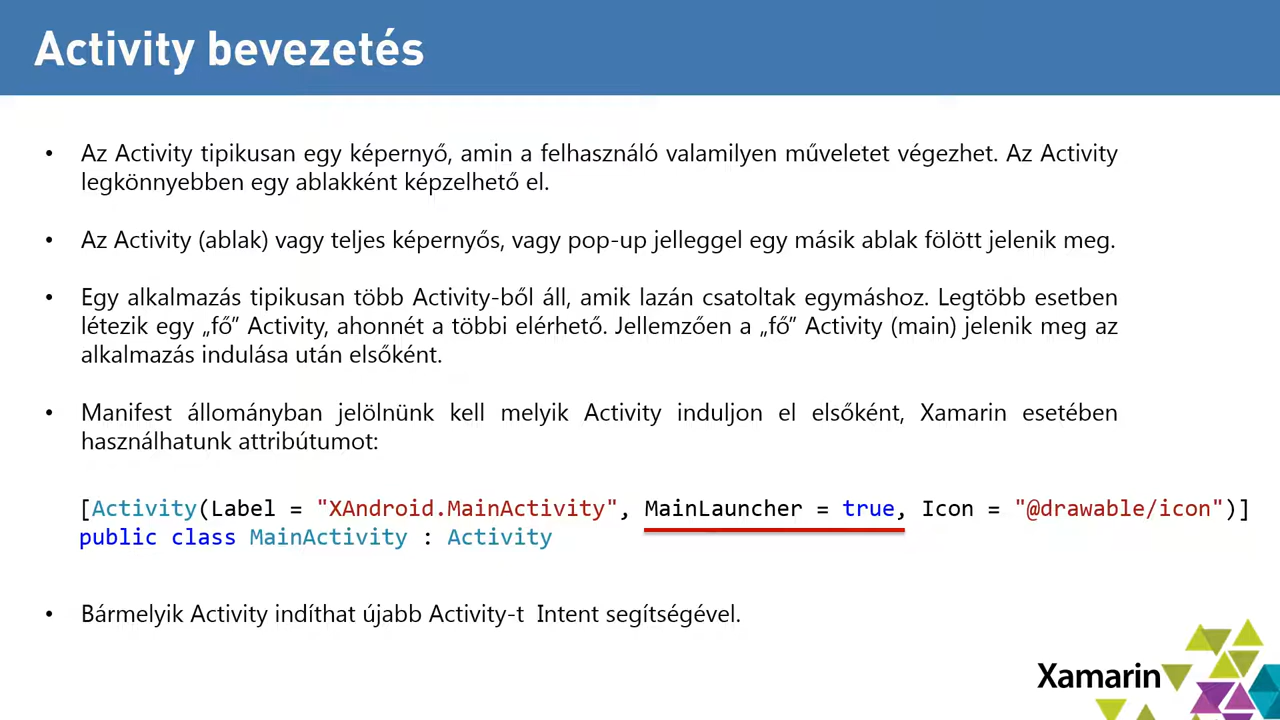 Activity bevezetés
• Az Activity tipikusan egy képernyő, amin a felhasználó valamilyen műveletet végezhet. Az Activity
legkönnyebben egy ablakként képzelhető el.
• Az Activity (ablak) vagy teljes képernyős, vagy pop-up jelleggel egy másik ablak fölött jelenik meg.
• Egy alkalmazás tipikusan több Activity-ből áll, amik lazán csatoltak egymáshoz. Legtöbb esetben
létezik egy „fő” Activity, ahonnét a többi elérhető. Jellemzően a „fő” Activity (main) jelenik meg az
alkalmazás indulása után elsőként.
• Manifest állományban jelölnünk kell melyik Activity induljon el elsőként, Xamarin esetében
használhatunk attribútumot:
[Activity(Label = "XAndroid.MainActivity", MainLauncher = true, Icon = "@drawable/icon")]
public class MainActivity : Activity
• Bármelyik Activity indíthat újabb Activity-t  Intent segítségével.
Xamarin